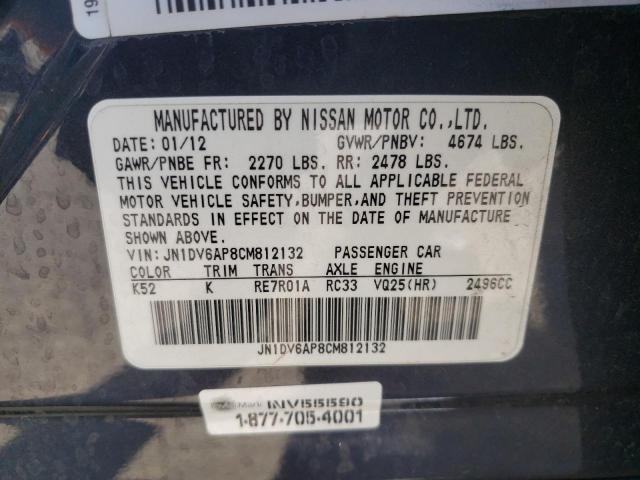 19
MANUFACTURED BY NISSAN MOTOR CO.,LTD.
DATE: 01/12 GVWR/PNBV: 4674 LBS.
GAWR/PNBE FR: 2270 LBS. RR: 2478 LBS.
THIS VEHICLE CONFORMS TO ALL APPLICABLE FEDERAL
MOTOR VEHICLE SAFETY,BUMPER,AND THEFT PREVENTION
STANDARDS IN EFFECT ON THE DATE OF MANUFACTURE
SHOWN ABOVE.
VIN:JN1DV6AP8CM812132 PASSENGER CAR
COLOR TRIM TRANS AXLE ENGINE
K52 K RE7R01A RC33 VQ25(HR) 2496CC
JN1DV6AP8CM812132
INV555590
1-877-705-4001